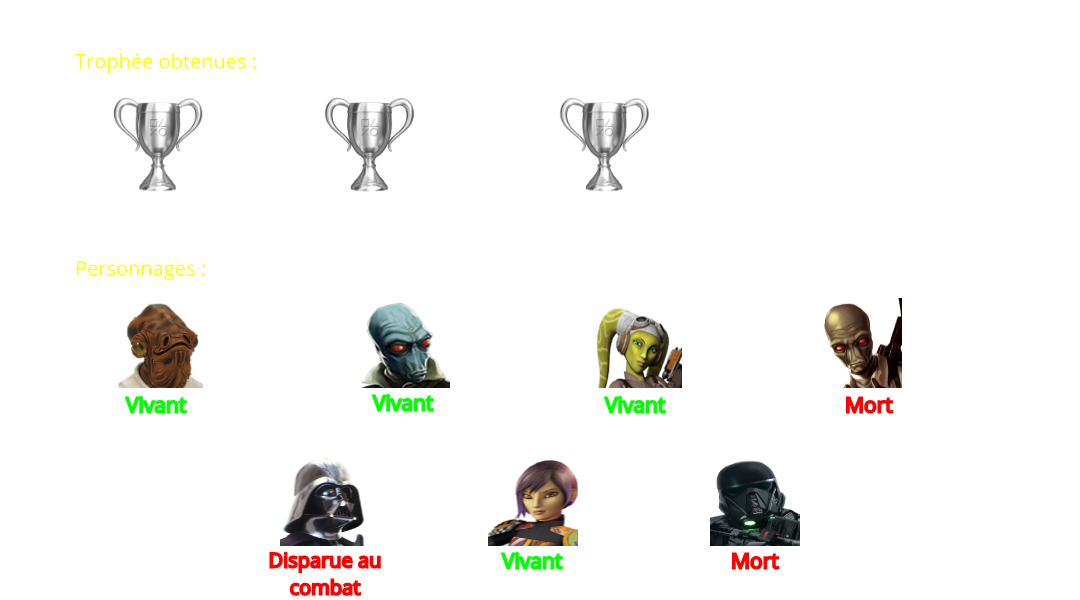 Trophée obtenues :
Personnages :
Vivant
Vivant
Vivant
Mort
Disparue au
combat
Vivant
Mort